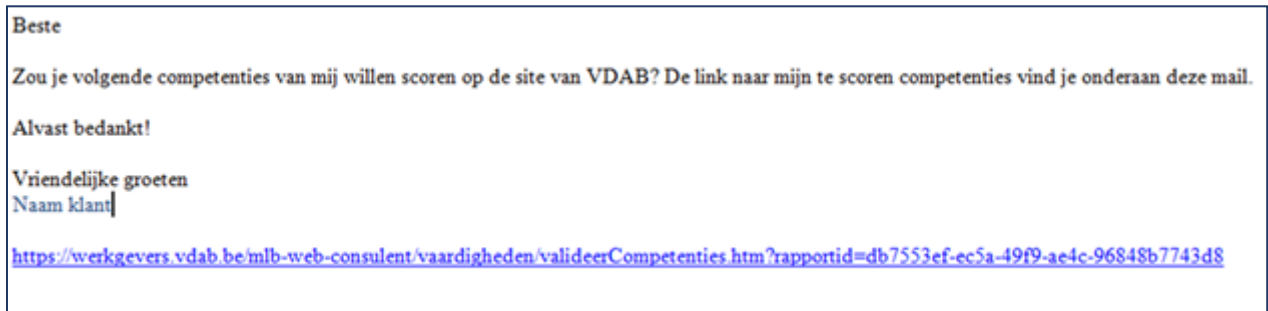 Beste
Zou je volgende competenties van mij willen scoren op de site van VDAB? De link naar mijn te scoren competenties vind je onderaan deze mail.
Alvast bedankt!
Vriendelijke groeten
Naam klant
https://werkgevers.vdab.be/mlb-web-consulent/vaardigheden/valideerCompetenties.htm?rapportid=db7553ef-ec5a-49f9-ae4c-96848b7743d8